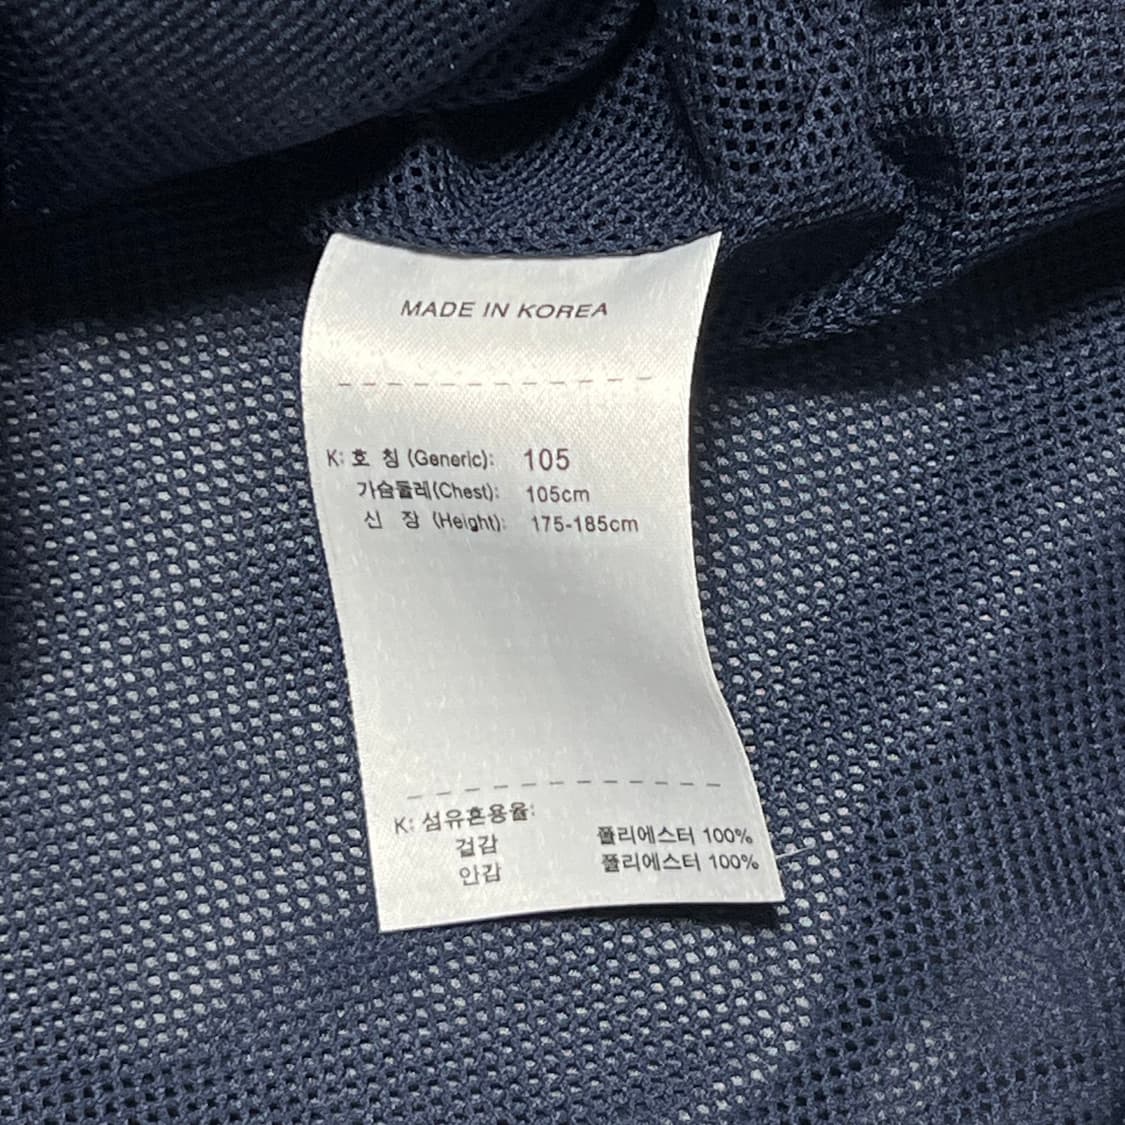 MADE IN KOREA
K: 호 칭 (Generic): 105
가슴둘레(Chest): 105cm
신 장 (Height): 175-185cm
K: 섬유혼용율:
겉감 폴리에스터 100%
안감 폴리에스터 100%